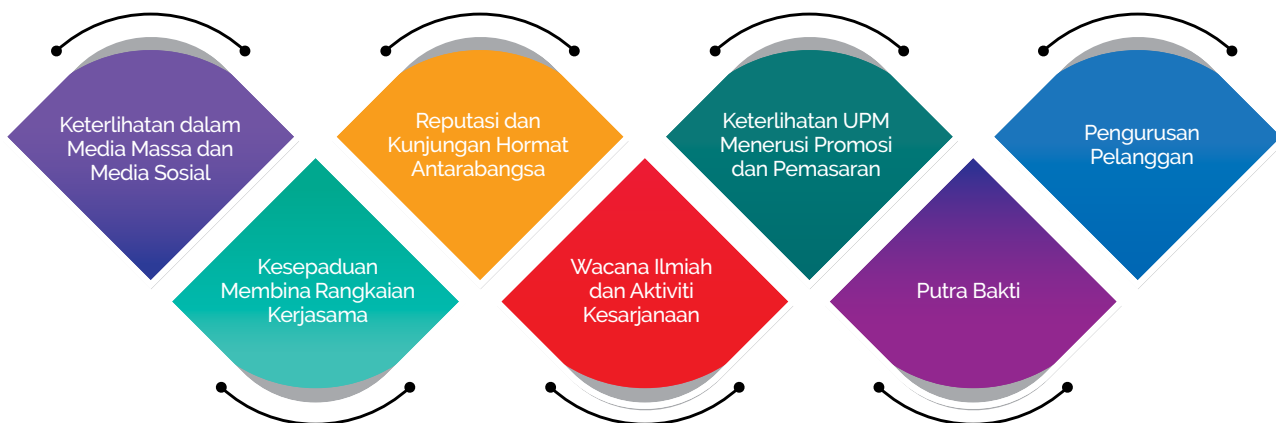 Keterlihatan dalam
Media Massa dan
Media Sosial
Kesepaduan
Membina Rangkaian
Kerjasama
Reputasi dan
Kunjungan Hormat
Antarabangsa
Wacana Ilmiah
dan Aktiviti
Kesarjanaan
Keterlihatan UPM
Menerusi Promosi
dan Pemasaran
Putra Bakti
Pengurusan
Pelanggan